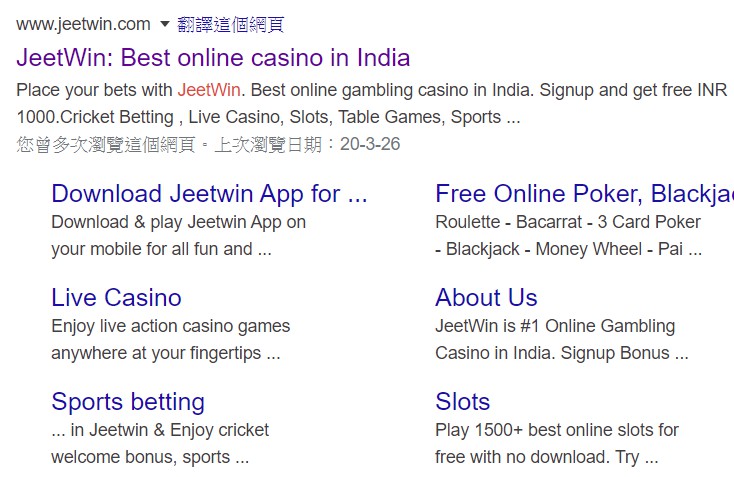 www.jeetwin.com ▼ 翻譯這個網頁
JeetWin: Best online casino in India
Place your bets with JeetWin. Best online gambling casino in India. Signup and get free INR
1000.Cricket Betting , Live Casino, Slots, Table Games, Sports ...
您曾多次瀏覽這個網頁。上次瀏覽日期：20-3-26
Download Jeetwin App for ...
Download & play Jeetwin App on
your mobile for all fun and ...
Free Online Poker, Blackja
Roulette - Bacarrat - 3 Card Poker
- Blackjack - Money Wheel - Pai ...
Live Casino
Enjoy live action casino games
anywhere at your fingertips ...
About Us
JeetWin is #1 Online Gambling
Casino in India. Signup Bonus ...
Sports betting
... in Jeetwin & Enjoy cricket
welcome bonus, sports ...
Slots
Play 1500+ best online slots for
free with no download. Try ...